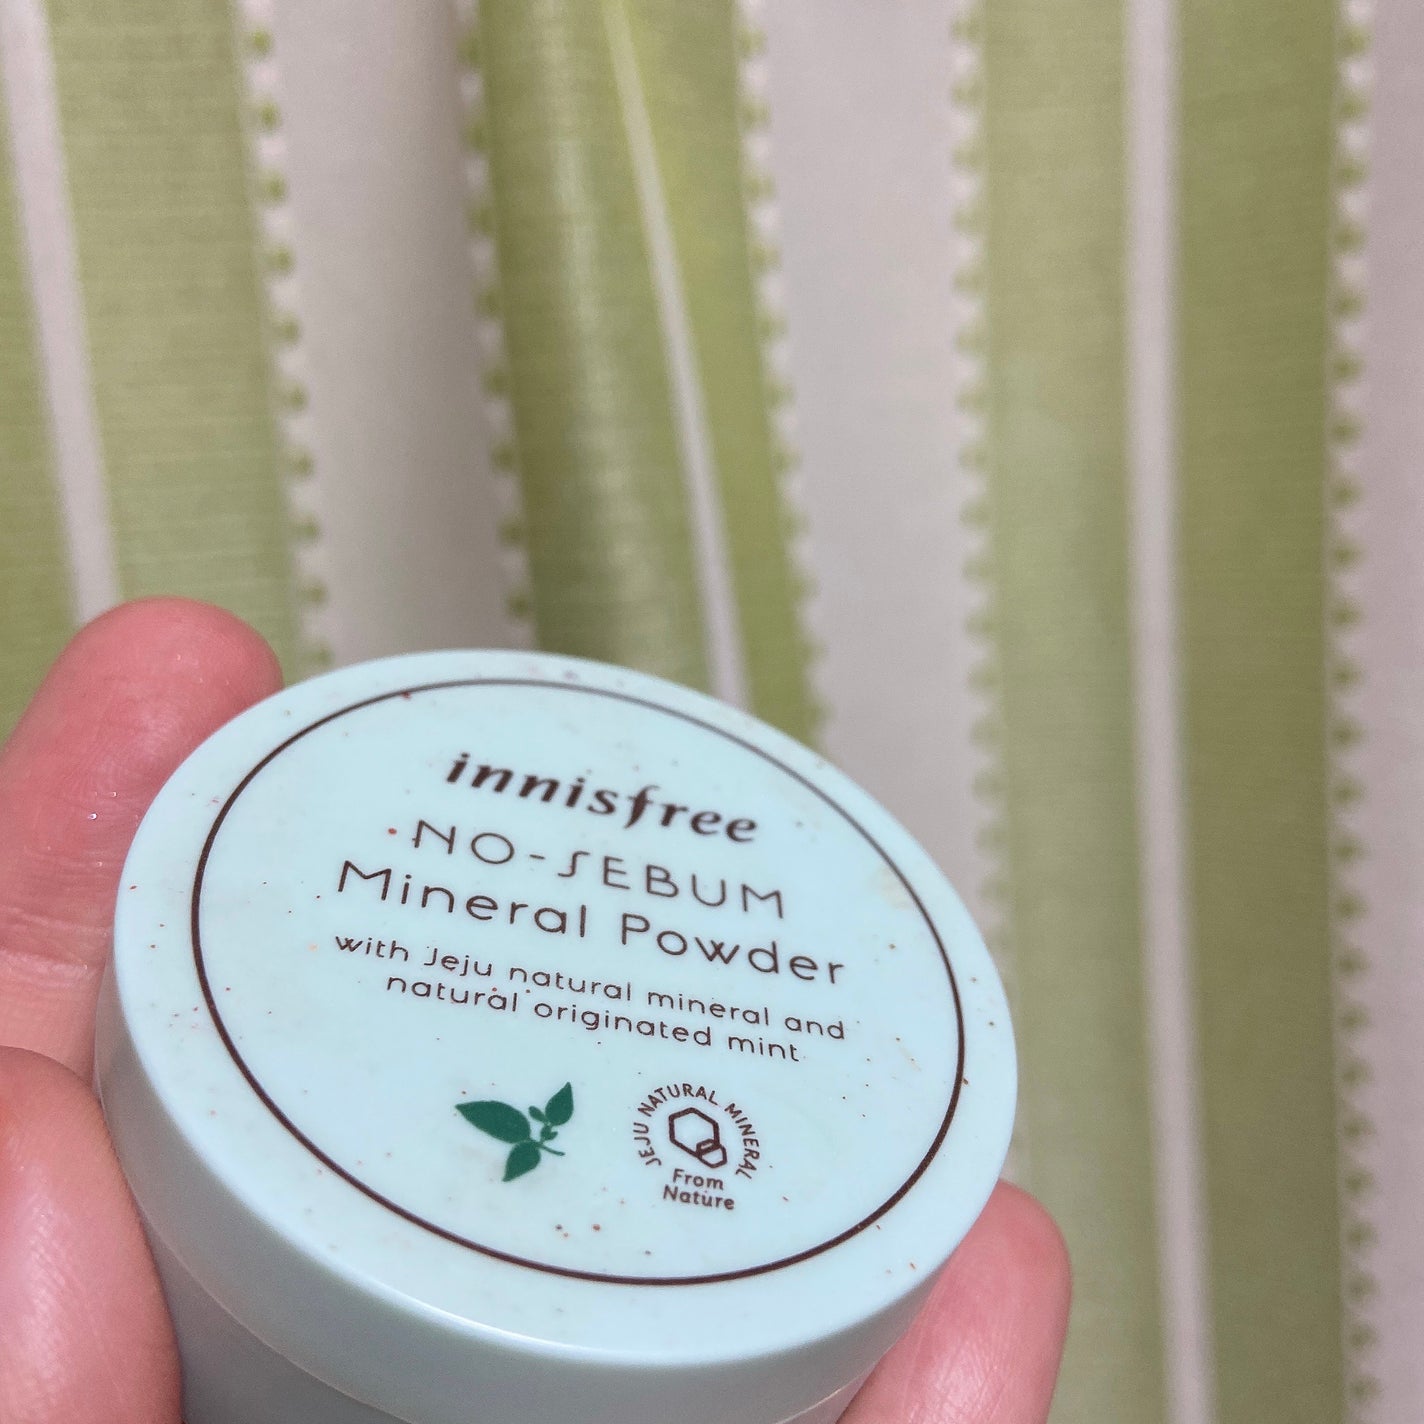 innisfree
NO-SEBUM
Mineral Powder
with Jeju natural mineral and
natural originated mint
JEJU NATURAL MINERAL
From
Nature